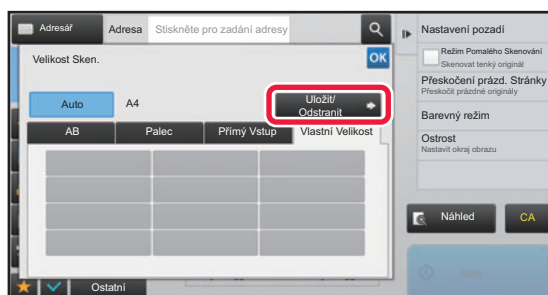 Adresář
Adresa
Stiskněte pro zadání adresy
Velikost Sken.
OK
Auto
A4
Uložit/
Odstranit
AB
Palec
Přímý Vstup
Vlastní Velikost
Ostatní
Nastavení pozadí
Režim Pomalého Skenování
Skenovat tenký originál
Přeskočení prázd. Stránky
Přeskočit prázdné originály
Barevný režim
Ostrost
Nastavit okraj obrazu
Náhled
CA